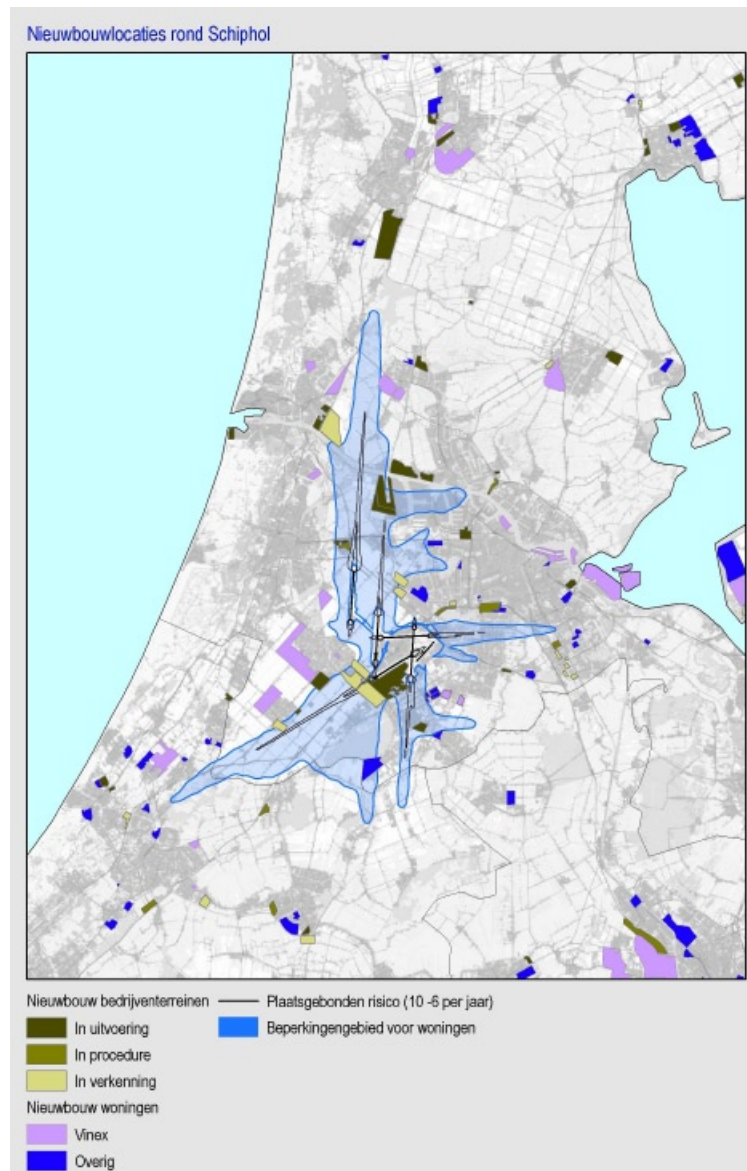 Nieuwbouwlocaties rond Schiphol
Nieuwbouw bedrijventerreinen
In uitvoering
In procedure
In verkenning
Nieuwbouw woningen
Vinex
Overig
Plaatsgebonden risico (10 -6 per jaar)
Beperkingengebied voor woningen